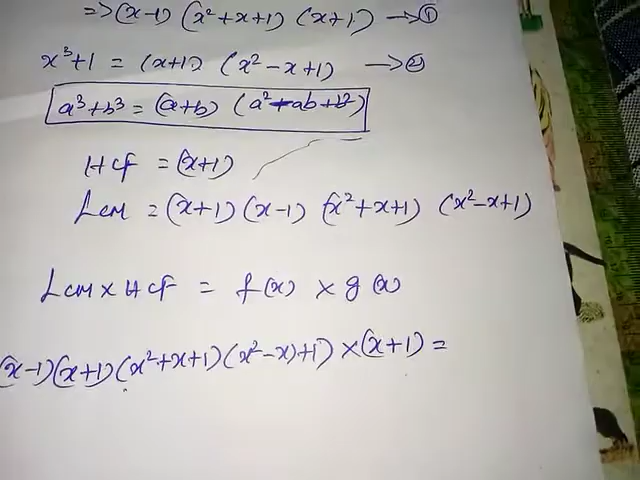 => (x-1) (x²+x+1) (x+1) → ①
x³+1 = (x+1) (x²-x+1) → ②
a³+b³ = (a+b) (a²-ab+b²)
HCF = (x+1)
LCM = (x+1) (x-1) (x²+x+1) (x²-x+1)
LCM x HCF = f(x) x g(x)
(x-1)(x+1)(x²+x+1)(x²-x)+1) x (x+1) =